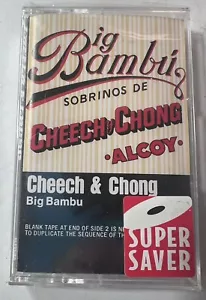 Big
Bambú
SOBRINOS DE
CHEECH y CHONG
·ALCOY·
Cheech & Chong
Big Bambu
BLANK TAPE AT END OF SIDE 2 IS
TO DUPLICATE THE SEQUENCE OF
SUPER
SAVER